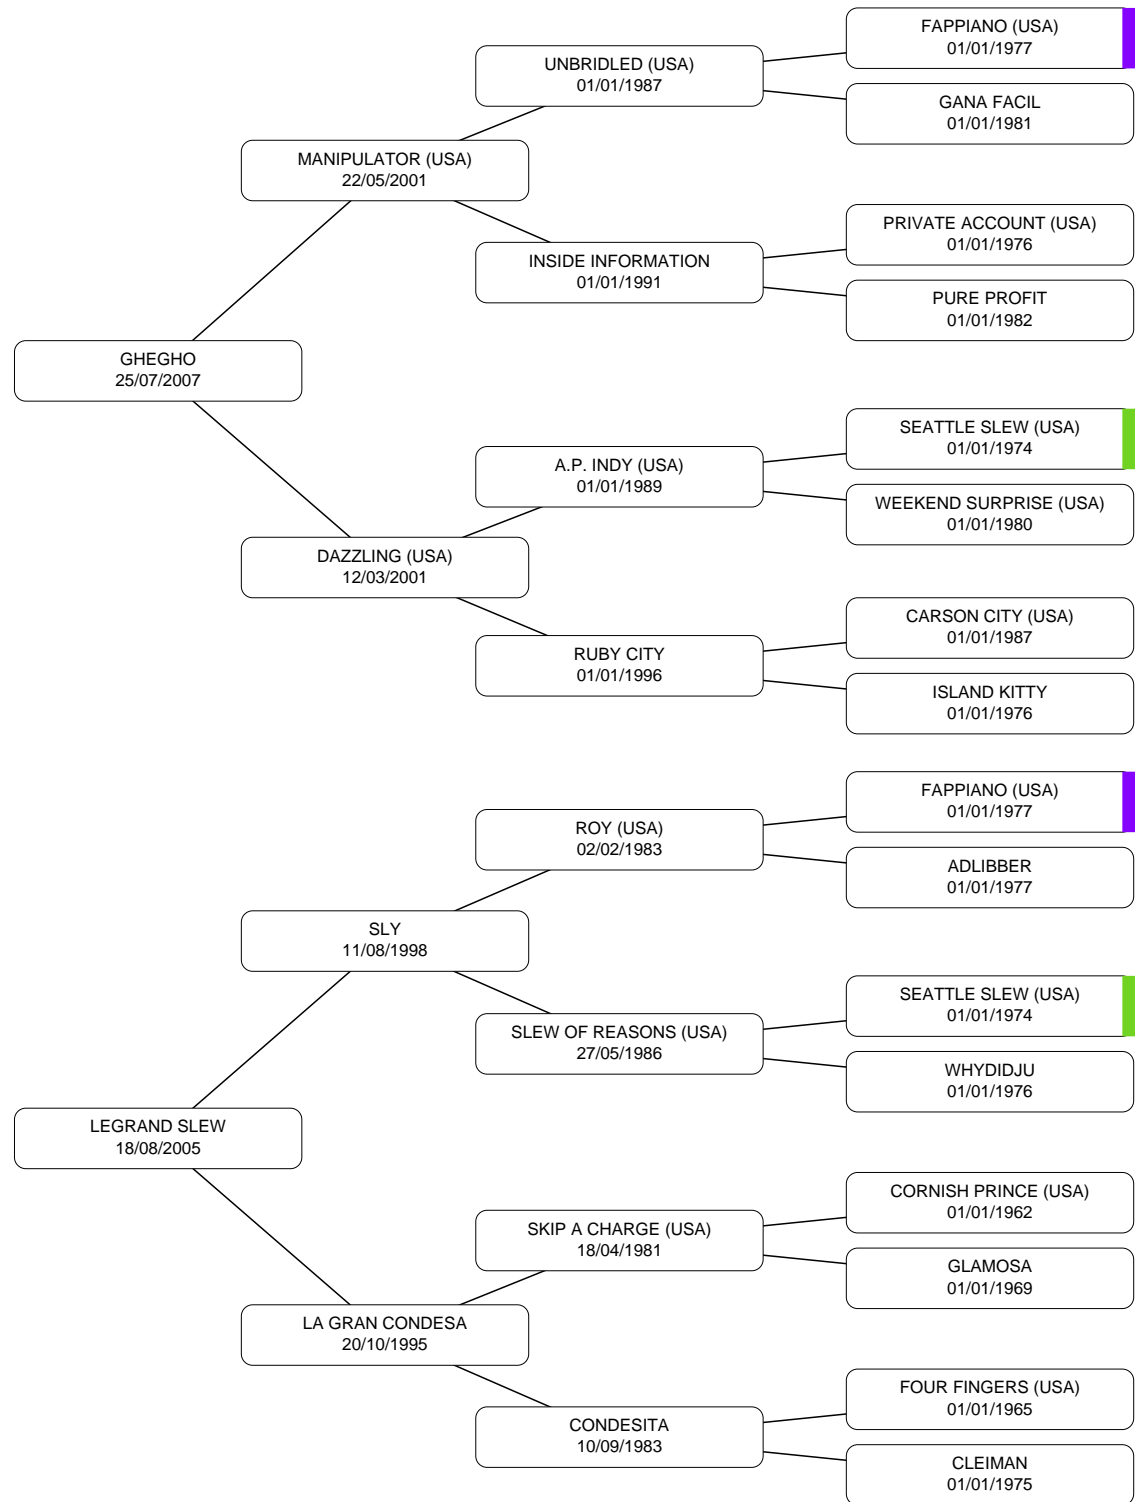 FAPPIANO (USA)
01/01/1977
UNBRIDLED (USA)
01/01/1987
GANA FACIL
01/01/1981
MANIPULATOR (USA)
22/05/2001
PRIVATE ACCOUNT (USA)
01/01/1976
INSIDE INFORMATION
01/01/1991
PURE PROFIT
01/01/1982
GHEGHO
25/07/2007
SEATTLE SLEW (USA)
01/01/1974
A.P. INDY (USA)
01/01/1989
WEEKEND SURPRISE (USA)
01/01/1980
DAZZLING (USA)
12/03/2001
CARSON CITY (USA)
01/01/1987
RUBY CITY
01/01/1996
ISLAND KITTY
01/01/1976
FAPPIANO (USA)
01/01/1977
ROY (USA)
02/02/1983
ADLIBBER
01/01/1977
SLY
11/08/1998
SEATTLE SLEW (USA)
01/01/1974
SLEW OF REASONS (USA)
27/05/1986
WHYDIDJU
01/01/1976
LEGRAND SLEW
18/08/2005
CORNISH PRINCE (USA)
01/01/1962
SKIP A CHARGE (USA)
18/04/1981
GLAMOSA
01/01/1969
LA GRAN CONDESA
20/10/1995
FOUR FINGERS (USA)
01/01/1965
CONDESITA
10/09/1983
CLEIMAN
01/01/1975